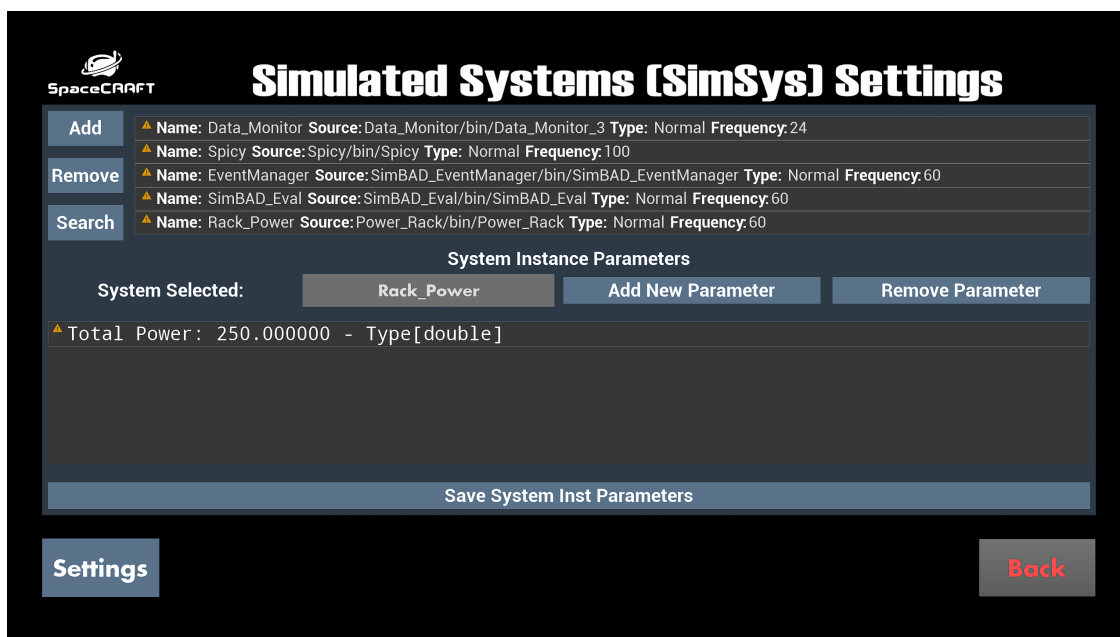 SpaceCRAFT
Simulated Systems (SimSys) Settings
Add
Remove
Search
Name: Data_Monitor Source: Data_Monitor/bin/Data_Monitor_3 Type: Normal Frequency: 24
Name: Spicy Source: Spicy/bin/Spicy Type: Normal Frequency: 100
Name: EventManager Source: SimBAD_EventManager/bin/SimBAD_EventManager Type: Normal Frequency: 60
Name: SimBAD_Eval Source: SimBAD_Eval/bin/SimBAD_Eval Type: Normal Frequency: 60
Name: Rack_Power Source: Power_Rack/bin/Power_Rack Type: Normal Frequency: 60
System Instance Parameters
System Selected: Rack_Power Add New Parameter Remove Parameter
Total Power: 250.000000 - Type[double]
Save System Inst Parameters
Settings
Back